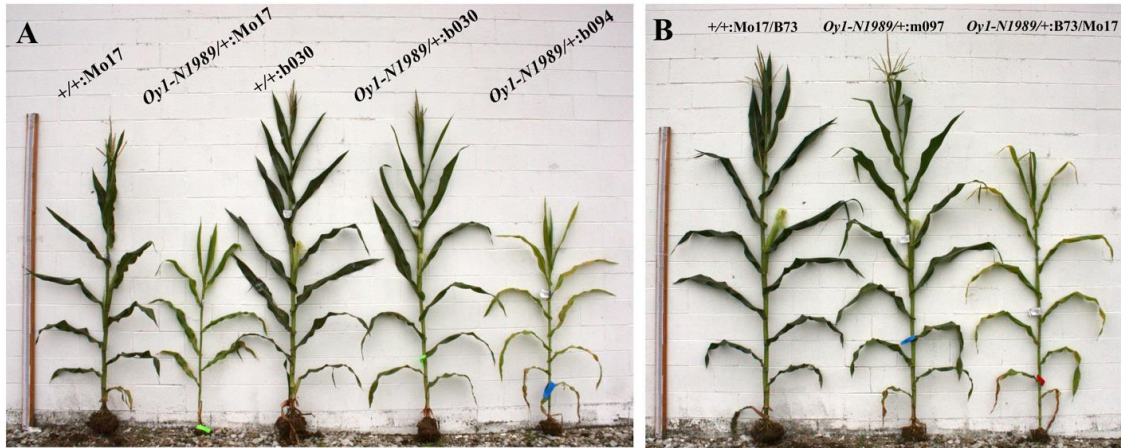 A
+/+:Mo17
Oy1-N1989/+:Mo17
+/+:b030
Oy1-N1989/+:b030
Oy1-N1989/+:b094
B
+/+:Mo17/B73
Oy1-N1989/+:m097
Oy1-N1989/+:B73/Mo17